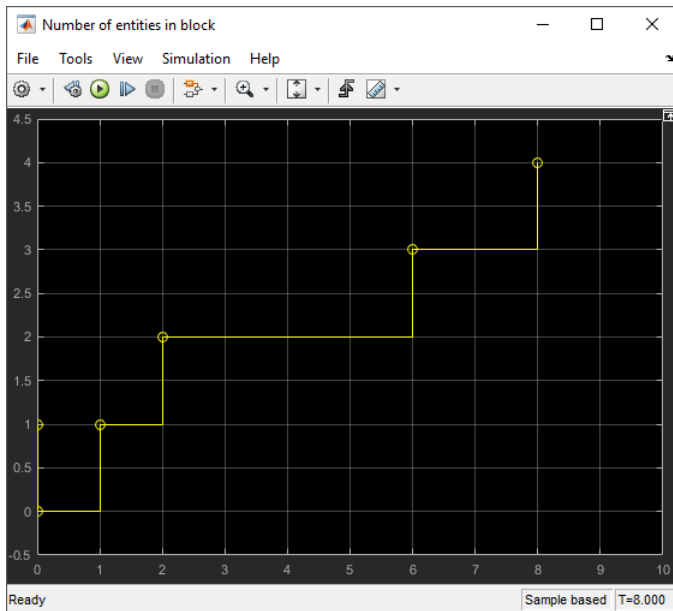 Number of entities in block
File Tools View Simulation Help
4.5
4
3.5
3
2.5
2
1.5
1
0.5
0
-0.5
0 1 2 3 4 5 6 7 8 9 10
Ready Sample based T=8.000